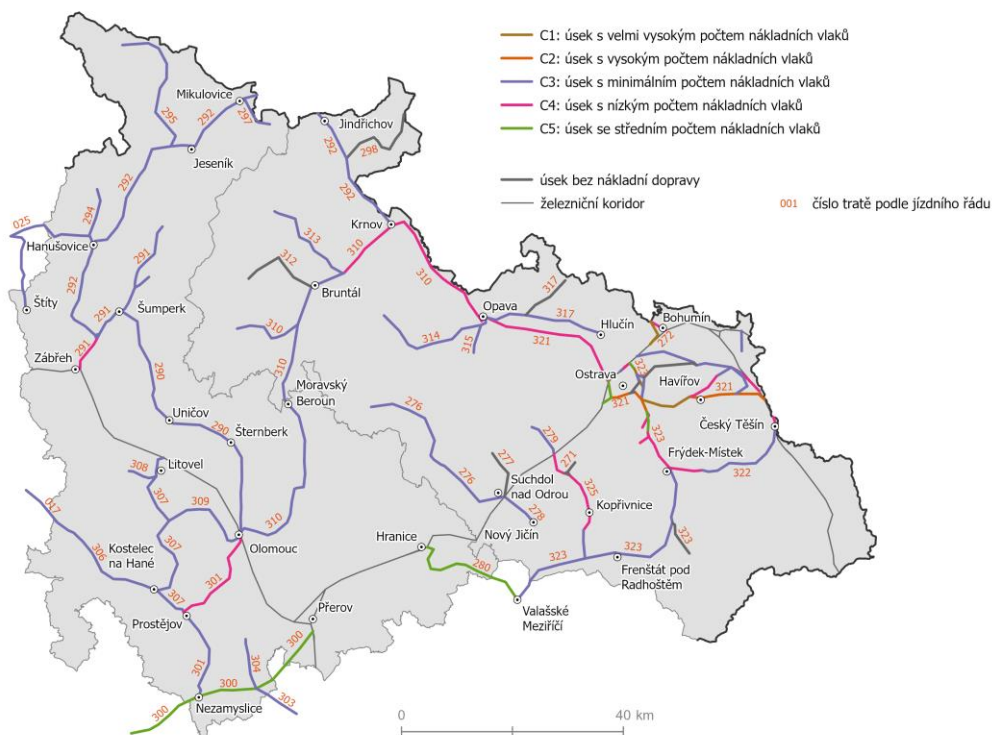 C1: úsek s velmi vysokým počtem nákladních vlaků
C2: úsek s vysokým počtem nákladních vlaků
C3: úsek s minimálním počtem nákladních vlaků
C4: úsek s nízkým počtem nákladních vlaků
C5: úsek se středním počtem nákladních vlaků
úsek bez nákladní dopravy
železniční koridor
001 číslo tratě podle jízdního řádu
Mikulovice
295
292
297
Jindřichov
292
298
Jeseník
292
292
294
025
Hanušovice
Krnov
313
310
291
312
310
292
Bruntál
317
Štíty
291
Šumperk
Opava
317
Bohumín
310
314
315
Hlučín
272
321
Zábřeh
291
290
310
323
Ostrava
Havířov
321
Moravský
Beroun
321
276
Uničov
290
Šternberk
279
323
Český Těšín
Frýdek-Místek
322
308
Litovel
277
271
276
Suchdol
nad Odrou
325
307
309
017
278
Kopřivnice
310
Olomouc
Nový Jičín
Hranice
323
306
Kostelec
na Hané
307
323
323
280
Frenštát pod
Radhoštěm
301
307
Valašské
Meziříčí
Prostějov
Přerov
300
304
301
300
303
Nezamyslice
300
0
40 km